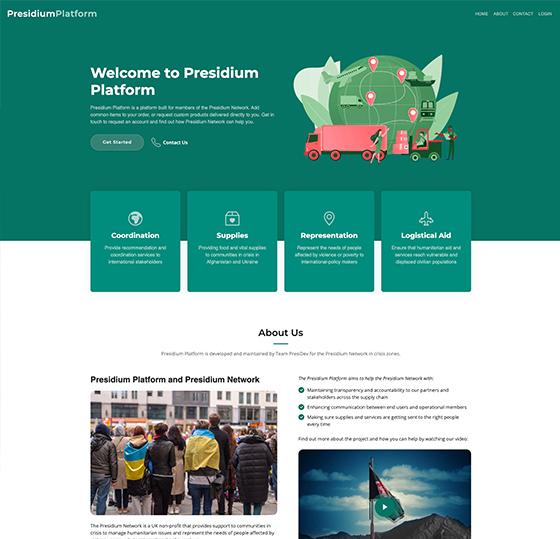 PresidiumPlatform
HOME ABOUT CONTACT LOGIN
Welcome to Presidium
Platform
Presidium Platform is a platform built for members of the Presidium Network. Add
common items to your order, or request custom products delivered directly to you. Get in
touch to request an account and find out how Presidium Network can help you.
Get Started
Contact Us
Coordination
Provide recommendation and
coordination services to
international stakeholders
Supplies
Providing food and vital supplies
to communities in crisis in
Afghanistan and Ukraine
Representation
Represent the needs of people
affected by violence or poverty to
international-policy makers
Logistical Aid
Ensure that humanitarian aid and
services reach vulnerable and
displaced civilian populations
About Us
Presidium Platform is developed and maintained by Team PresDev for the Presidium Network in crisis zones.
Presidium Platform and Presidium Network
The Presidium Network is a UK non-profit that provides support to communities in
crisis to manage humanitarian issues and represent the needs of people affected by
The Presidium Platform aims to help the Presidium Network with:
Maintaining transparency and accountability to our partners and
stakeholders across the supply chain
Enhancing communication between end users and operational members
Making sure supplies and services are getting sent to the right people
every time
Find out more about the project and how you can help by watching our video: